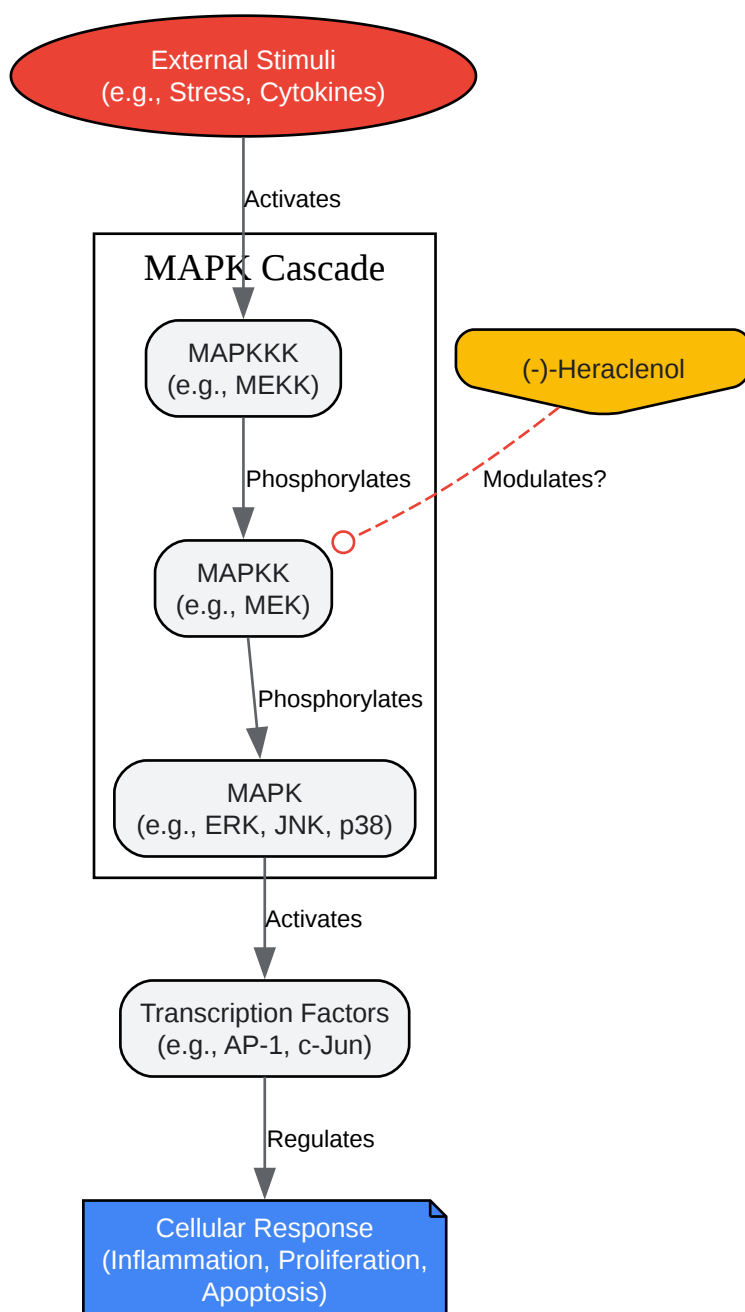 External Stimuli
(e.g., Stress, Cytokines)
Activates
MAPK Cascade
MAPKKK
(e.g., MEKK)
(-)-Heraclenol
Phosphorylates
Modulates?
MAPKK
(e.g., MEK)
Phosphorylates
MAPK
(e.g., ERK, JNK, p38)
Activates
Transcription Factors
(e.g., AP-1, c-Jun)
Regulates
Cellular Response
(Inflammation, Proliferation,
Apoptosis)